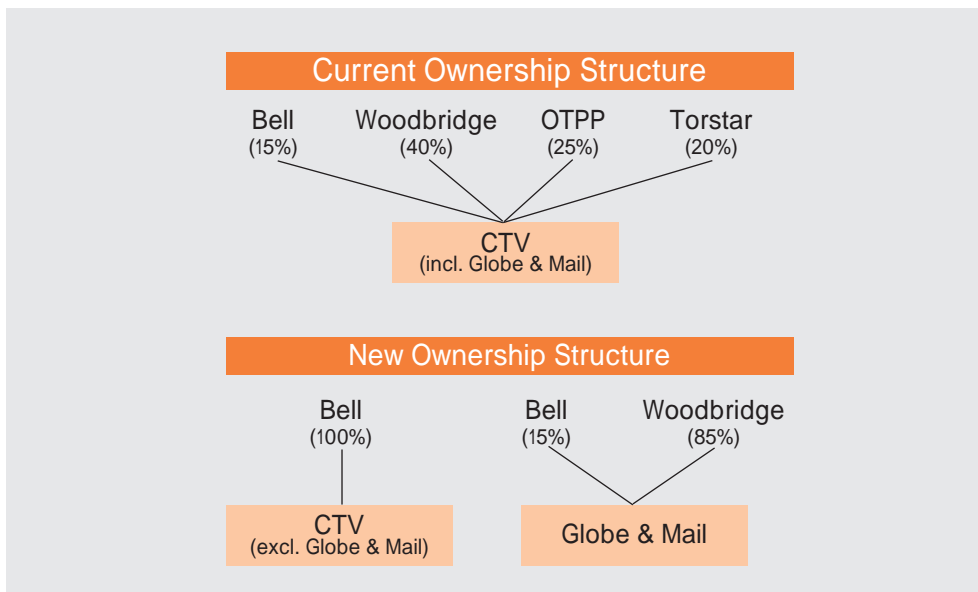 Current Ownership Structure
Bell Woodbridge OTPP Torstar
(15%) (40%) (25%) (20%)
CTV
(incl. Globe & Mail)
New Ownership Structure
Bell Bell Woodbridge
(100%) (15%) (85%)
CTV
(excl. Globe & Mail)
Globe & Mail